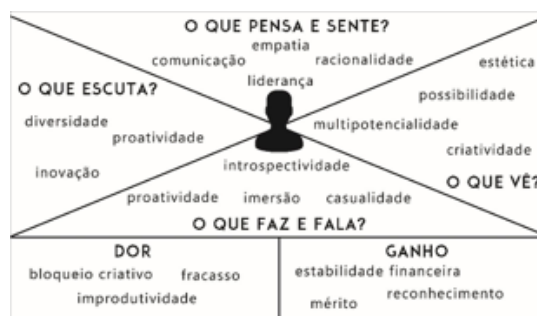 O QUE PENSA E SENTE?
empatia
comunicação
racionalidade
liderança
O QUE ESCUTA?
diversidade
proatividade
inovação
estética
possibilidade
multipotencialidade
criatividade
O QUE VÊ?
introspectividade
proatividade imersão casualidade
O QUE FAZ E FALA?
DOR
bloqueio criativo fracasso
improdutividade
GANHO
estabilidade financeira
reconhecimento
mérito